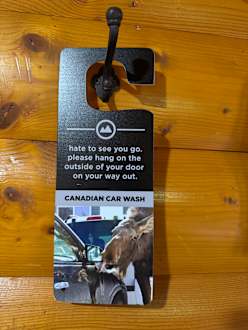 hate to see you go.
please hang on the
outside of your door
on your way out.
CANADIAN CAR WASH